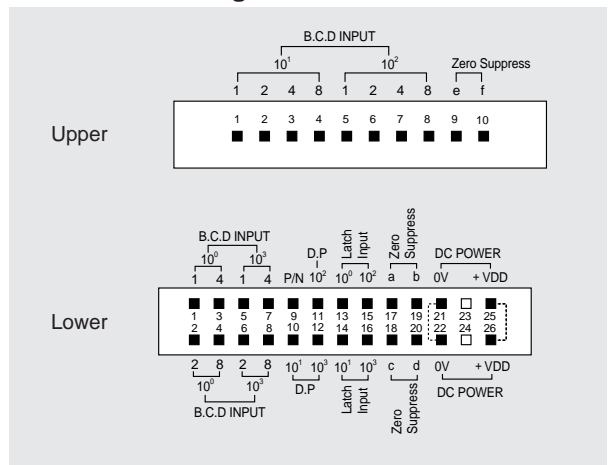 B.C.D INPUT
10¹ 10² Zero Suppress
1 2 4 8 1 2 4 8 e f
Upper
1 2 3 4 5 6 7 8 9 10
B.C.D INPUT
10⁰ 10³
D.P
Latch Input
Zero Suppress
DC POWER
1 4 1 4 P/N 10² 10⁰ 10² a b 0V + VDD
Lower
1 3 5 7 9 11 13 15 17 19 21 23 25
2 4 6 8 10 12 14 16 18 20 22 24 26
2 8 2 8 10¹ 10³ 10¹ 10³ c d 0V + VDD
10⁰ 10³
D.P
Latch Input
Zero Suppress
DC POWER
B.C.D INPUT